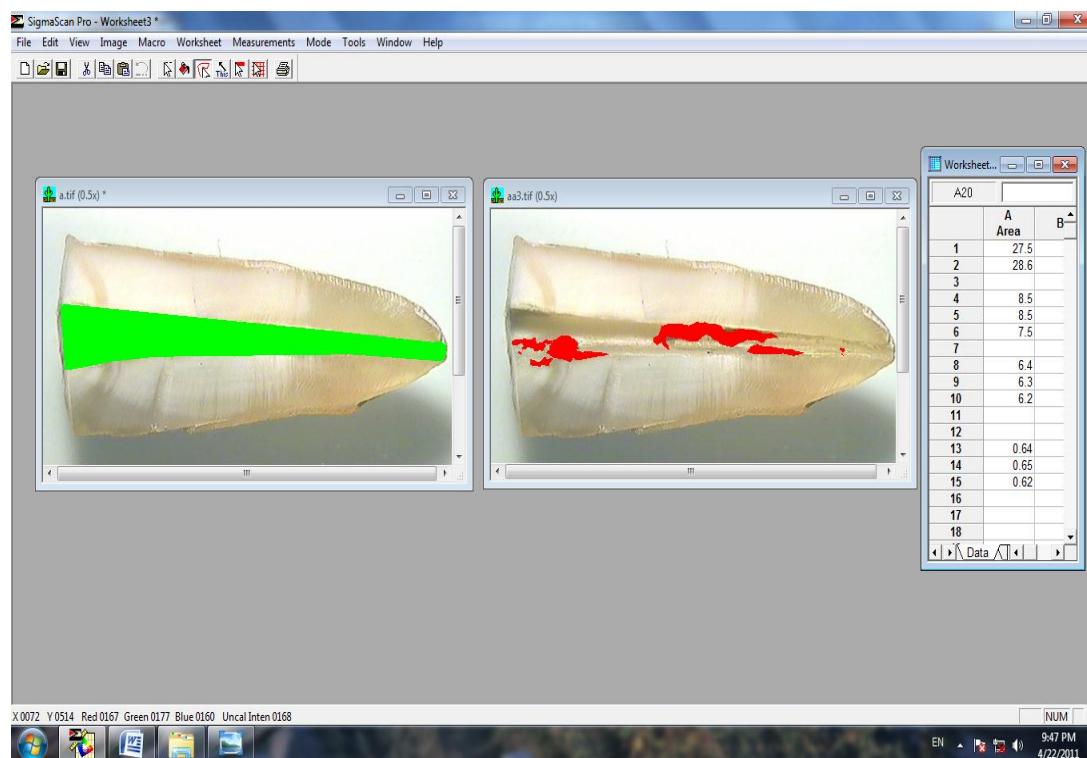 SigmaScan Pro - Worksheet3 *
File Edit View Image Macro Worksheet Measurements Mode Tools Window Help
This
a.tif (0.5x) *
aa3.tif (0.5x)
Workshee...
A20
A B
Area
1 27.5
2 28.6
3
4 8.5
5 8.5
6 7.5
7
8 6.4
9 6.3
10 6.2
11
12
13 0.64
14 0.65
15 0.62
16
17
18
Data
X 0072 Y 0514 Red 0167 Green 0177 Blue 0160 Uncal Inten 0168
NUM
EN
9:47 PM
4/22/2011